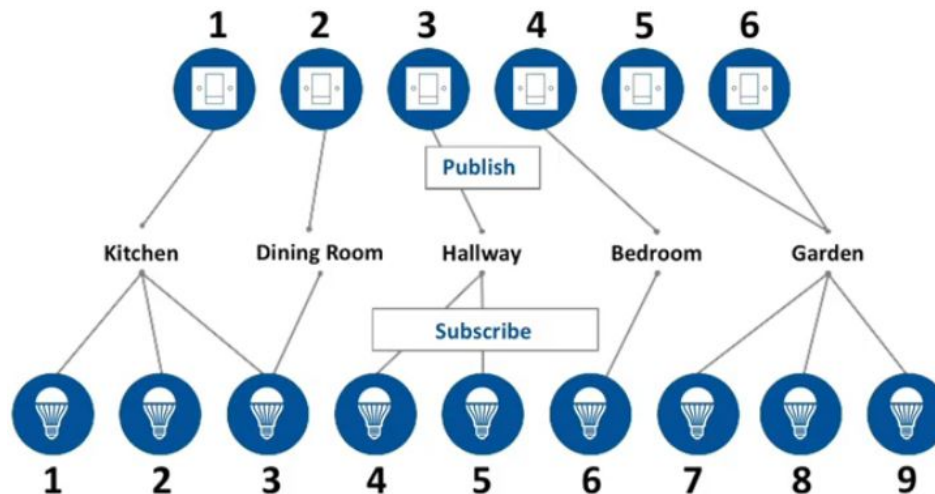 1 2 3 4 5 6
Publish
Kitchen Dining Room Hallway Bedroom Garden
Subscribe
1 2 3 4 5 6 7 8 9